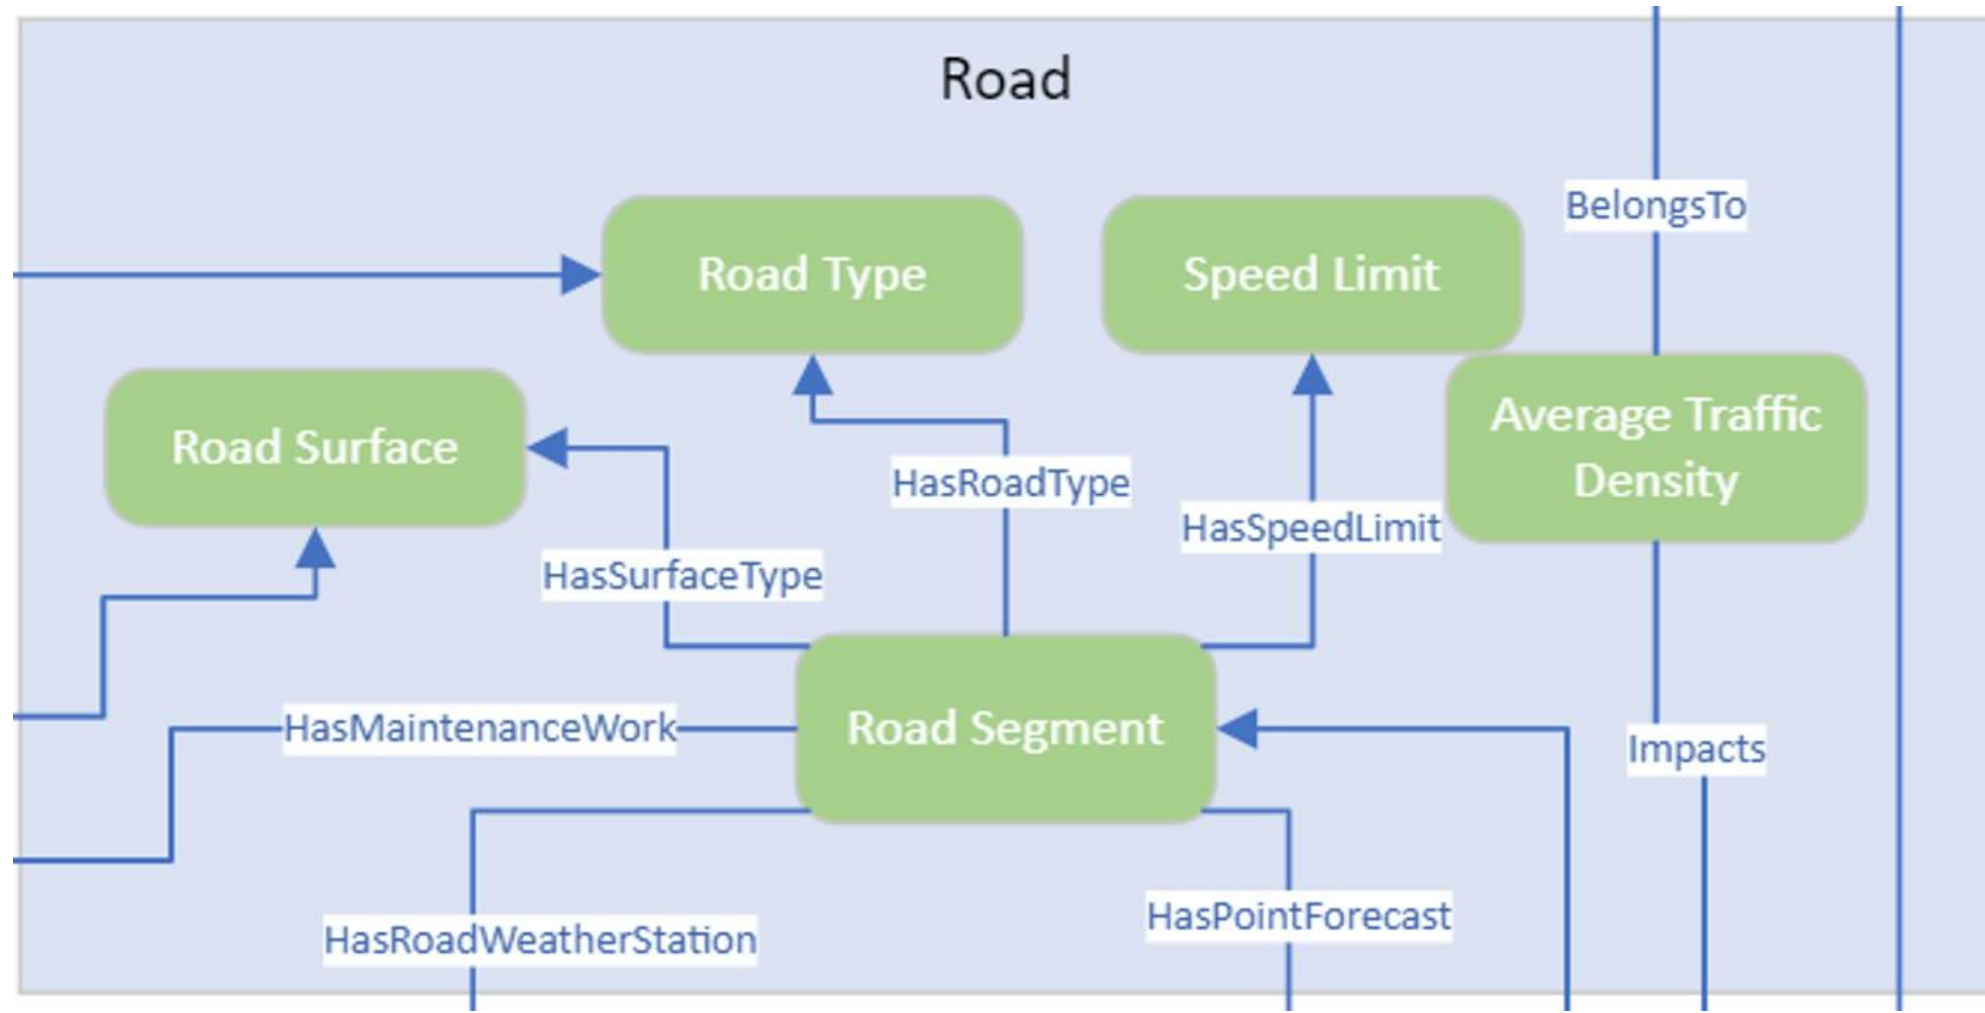 Road
BelongsTo
Road Type
Speed Limit
Average Traffic
Density
Road Surface
HasRoadType
HasSpeedLimit
HasSurfaceType
HasMaintenanceWork
Road Segment
Impacts
HasPointForecast
HasRoadWeatherStation